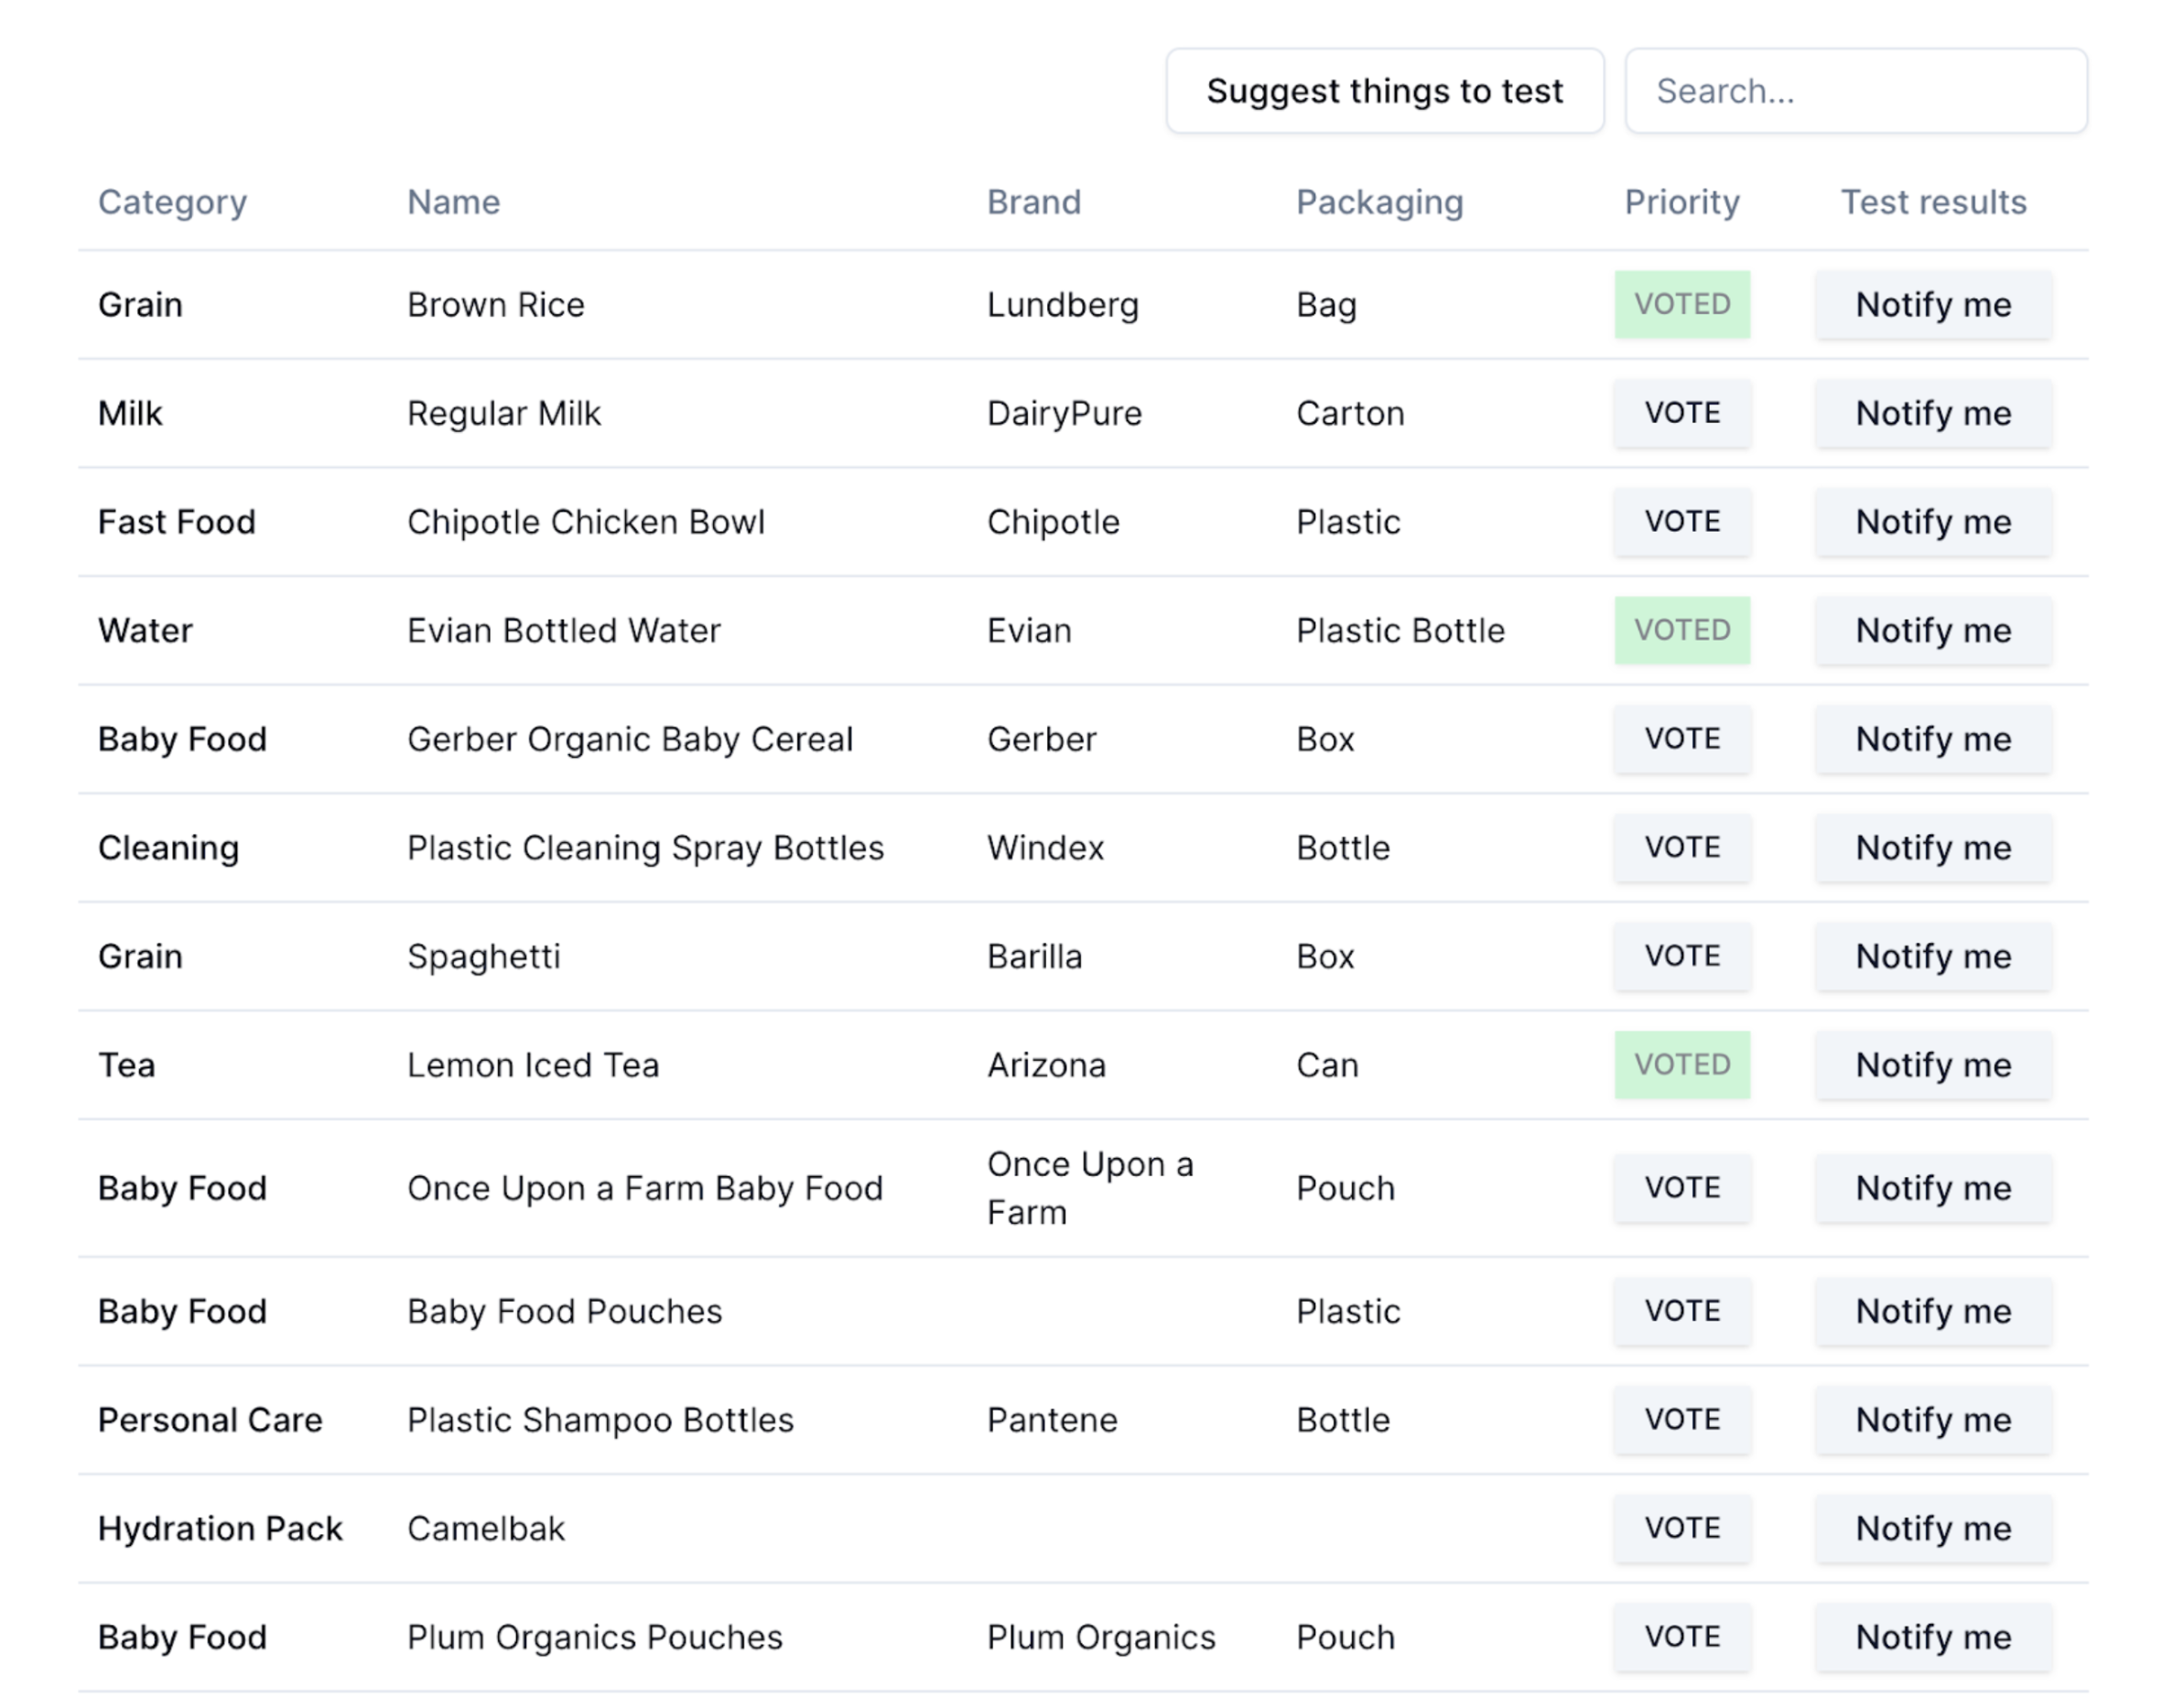 Suggest things to test Search...
Category Name Brand Packaging Priority Test results
Grain Brown Rice Lundberg Bag VOTED Notify me
Milk Regular Milk DairyPure Carton VOTE Notify me
Fast Food Chipotle Chicken Bowl Chipotle Plastic VOTE Notify me
Water Evian Bottled Water Evian Plastic Bottle VOTED Notify me
Baby Food Gerber Organic Baby Cereal Gerber Box VOTE Notify me
Cleaning Plastic Cleaning Spray Bottles Windex Bottle VOTE Notify me
Grain Spaghetti Barilla Box VOTE Notify me
Tea Lemon Iced Tea Arizona Can VOTED Notify me
Baby Food Once Upon a Farm Baby Food Once Upon a Farm Pouch VOTE Notify me
Baby Food Baby Food Pouches Plastic VOTE Notify me
Personal Care Plastic Shampoo Bottles Pantene Bottle VOTE Notify me
Hydration Pack Camelbak VOTE Notify me
Baby Food Plum Organics Pouches Plum Organics Pouch VOTE Notify me